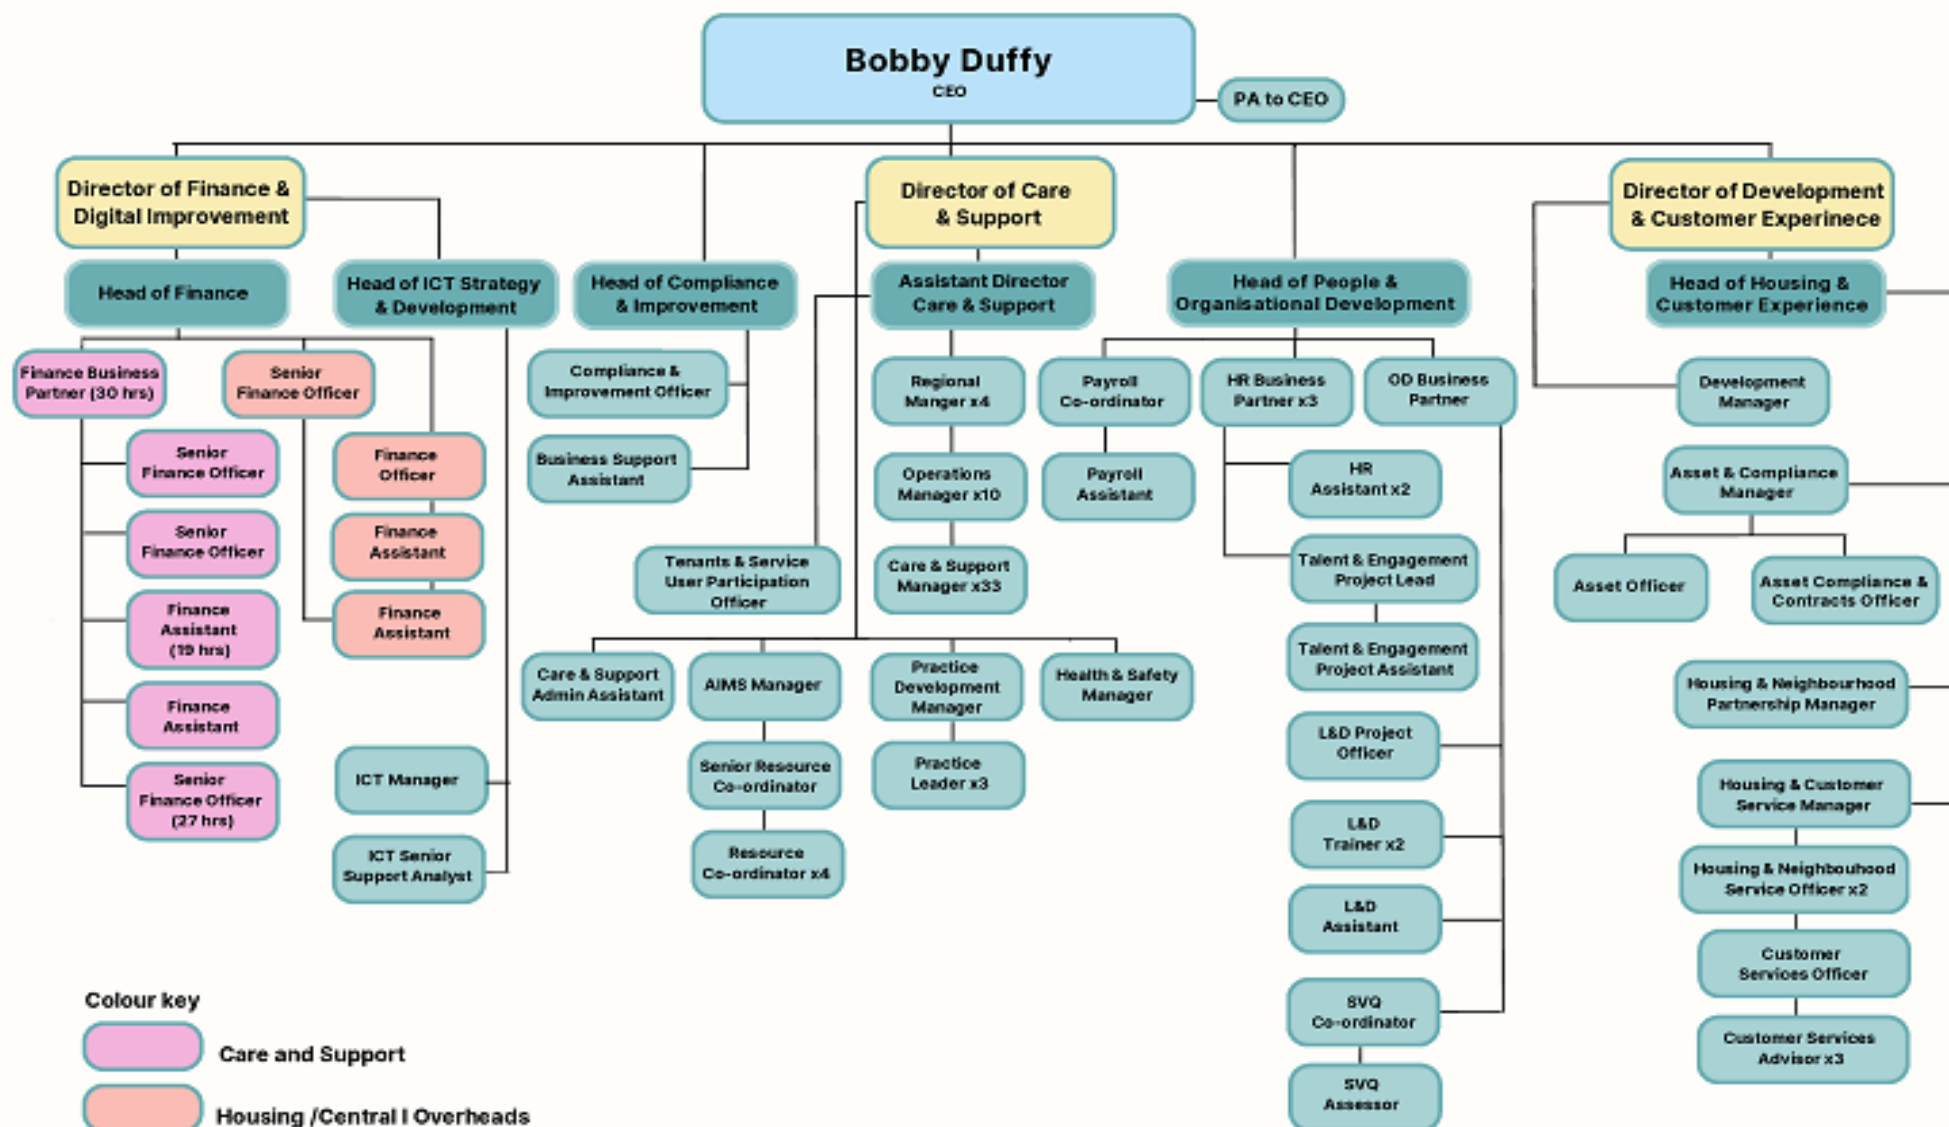 Bobby Duffy
CEO
PA to CEO
Director of Finance &
Digital Improvement
Director of Care
& Support
Director of Development
& Customer Experinece
Head of Finance
Head of ICT Strategy
& Development
Head of Compliance
& Improvement
Assistant Director
Care & Support
Head of People &
Organisational Development
Head of Housing &
Customer Experience
Finance Business
Partner (30 hrs)
Senior
Finance Officer
Senior
Finance Officer
Senior
Finance Officer
Finance
Assistant
(19 hrs)
Finance
Assistant
Senior
Finance Officer
(27 hrs)
Finance
Officer
Finance
Assistant
Finance
Assistant
ICT Manager
ICT Senior
Support Analyst
Compliance &
Improvement Officer
Business Support
Assistant
Tenants & Service
User Participation
Officer
Regional
Manger x4
Operations
Manager x10
Care & Support
Manager x33
Care & Support
Admin Assistant
AIMS Manager
Senior Resource
Co-ordinator
Resource
Co-ordinator x4
Practice
Development
Manager
Practice
Leader x3
Health & Safety
Manager
Payroll
Co-ordinator
Payroll
Assistant
HR Business
Partner x3
HR
Assistant x2
Talent & Engagement
Project Lead
Talent & Engagement
Project Assistant
OD Business
Partner
L&D Project
Officer
L&D
Trainer x2
L&D
Assistant
SVQ
Co-ordinator
SVQ
Assessor
Development
Manager
Asset & Compliance
Manager
Asset Officer
Asset Compliance &
Contracts Officer
Housing & Neighbourhood
Partnership Manager
Housing & Customer
Service Manager
Housing & Neighbouhood
Service Officer x2
Customer
Services Officer
Customer Services
Advisor x3
Colour key
Care and Support
Housing /Central l Overheads